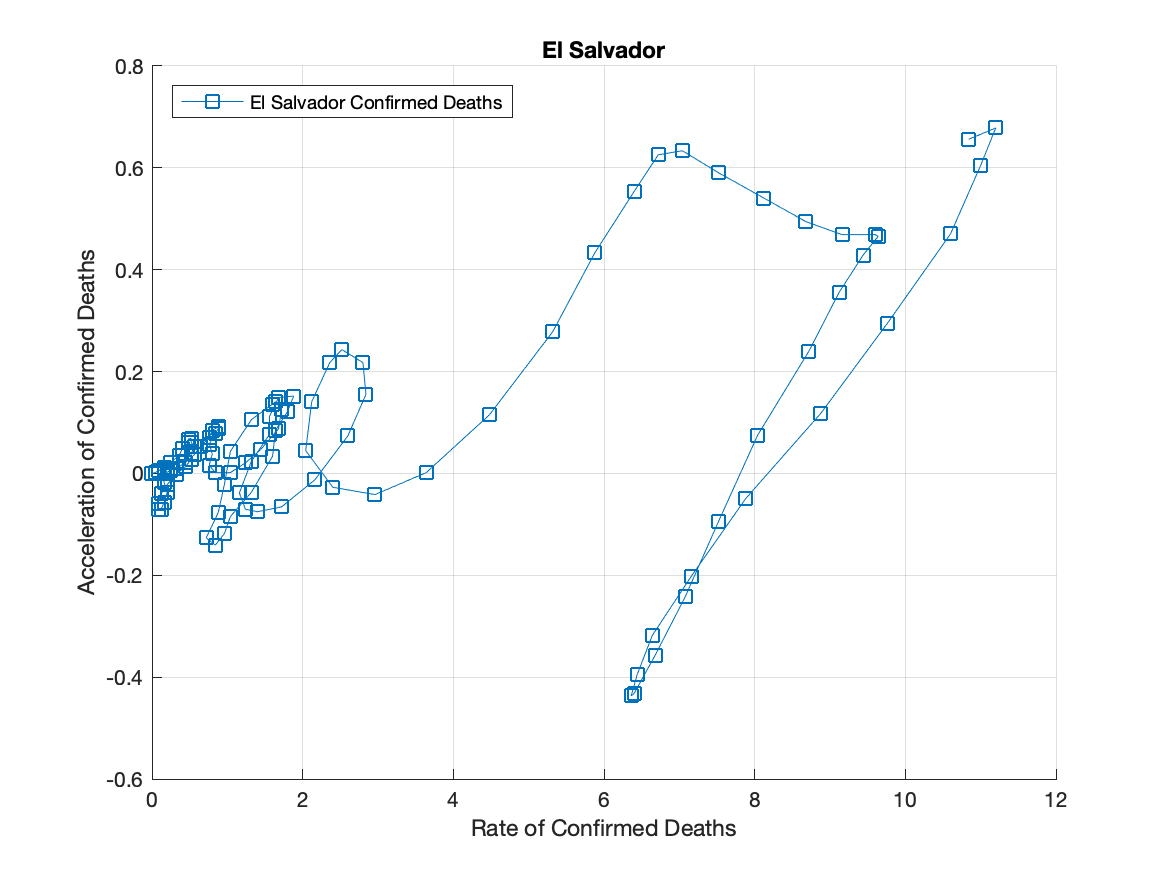 El Salvador
El Salvador Confirmed Deaths
Acceleration of Confirmed Deaths
0.8
0.6
0.4
0.2
0
-0.2
-0.4
-0.6
0 2 4 6 8 10 12
Rate of Confirmed Deaths